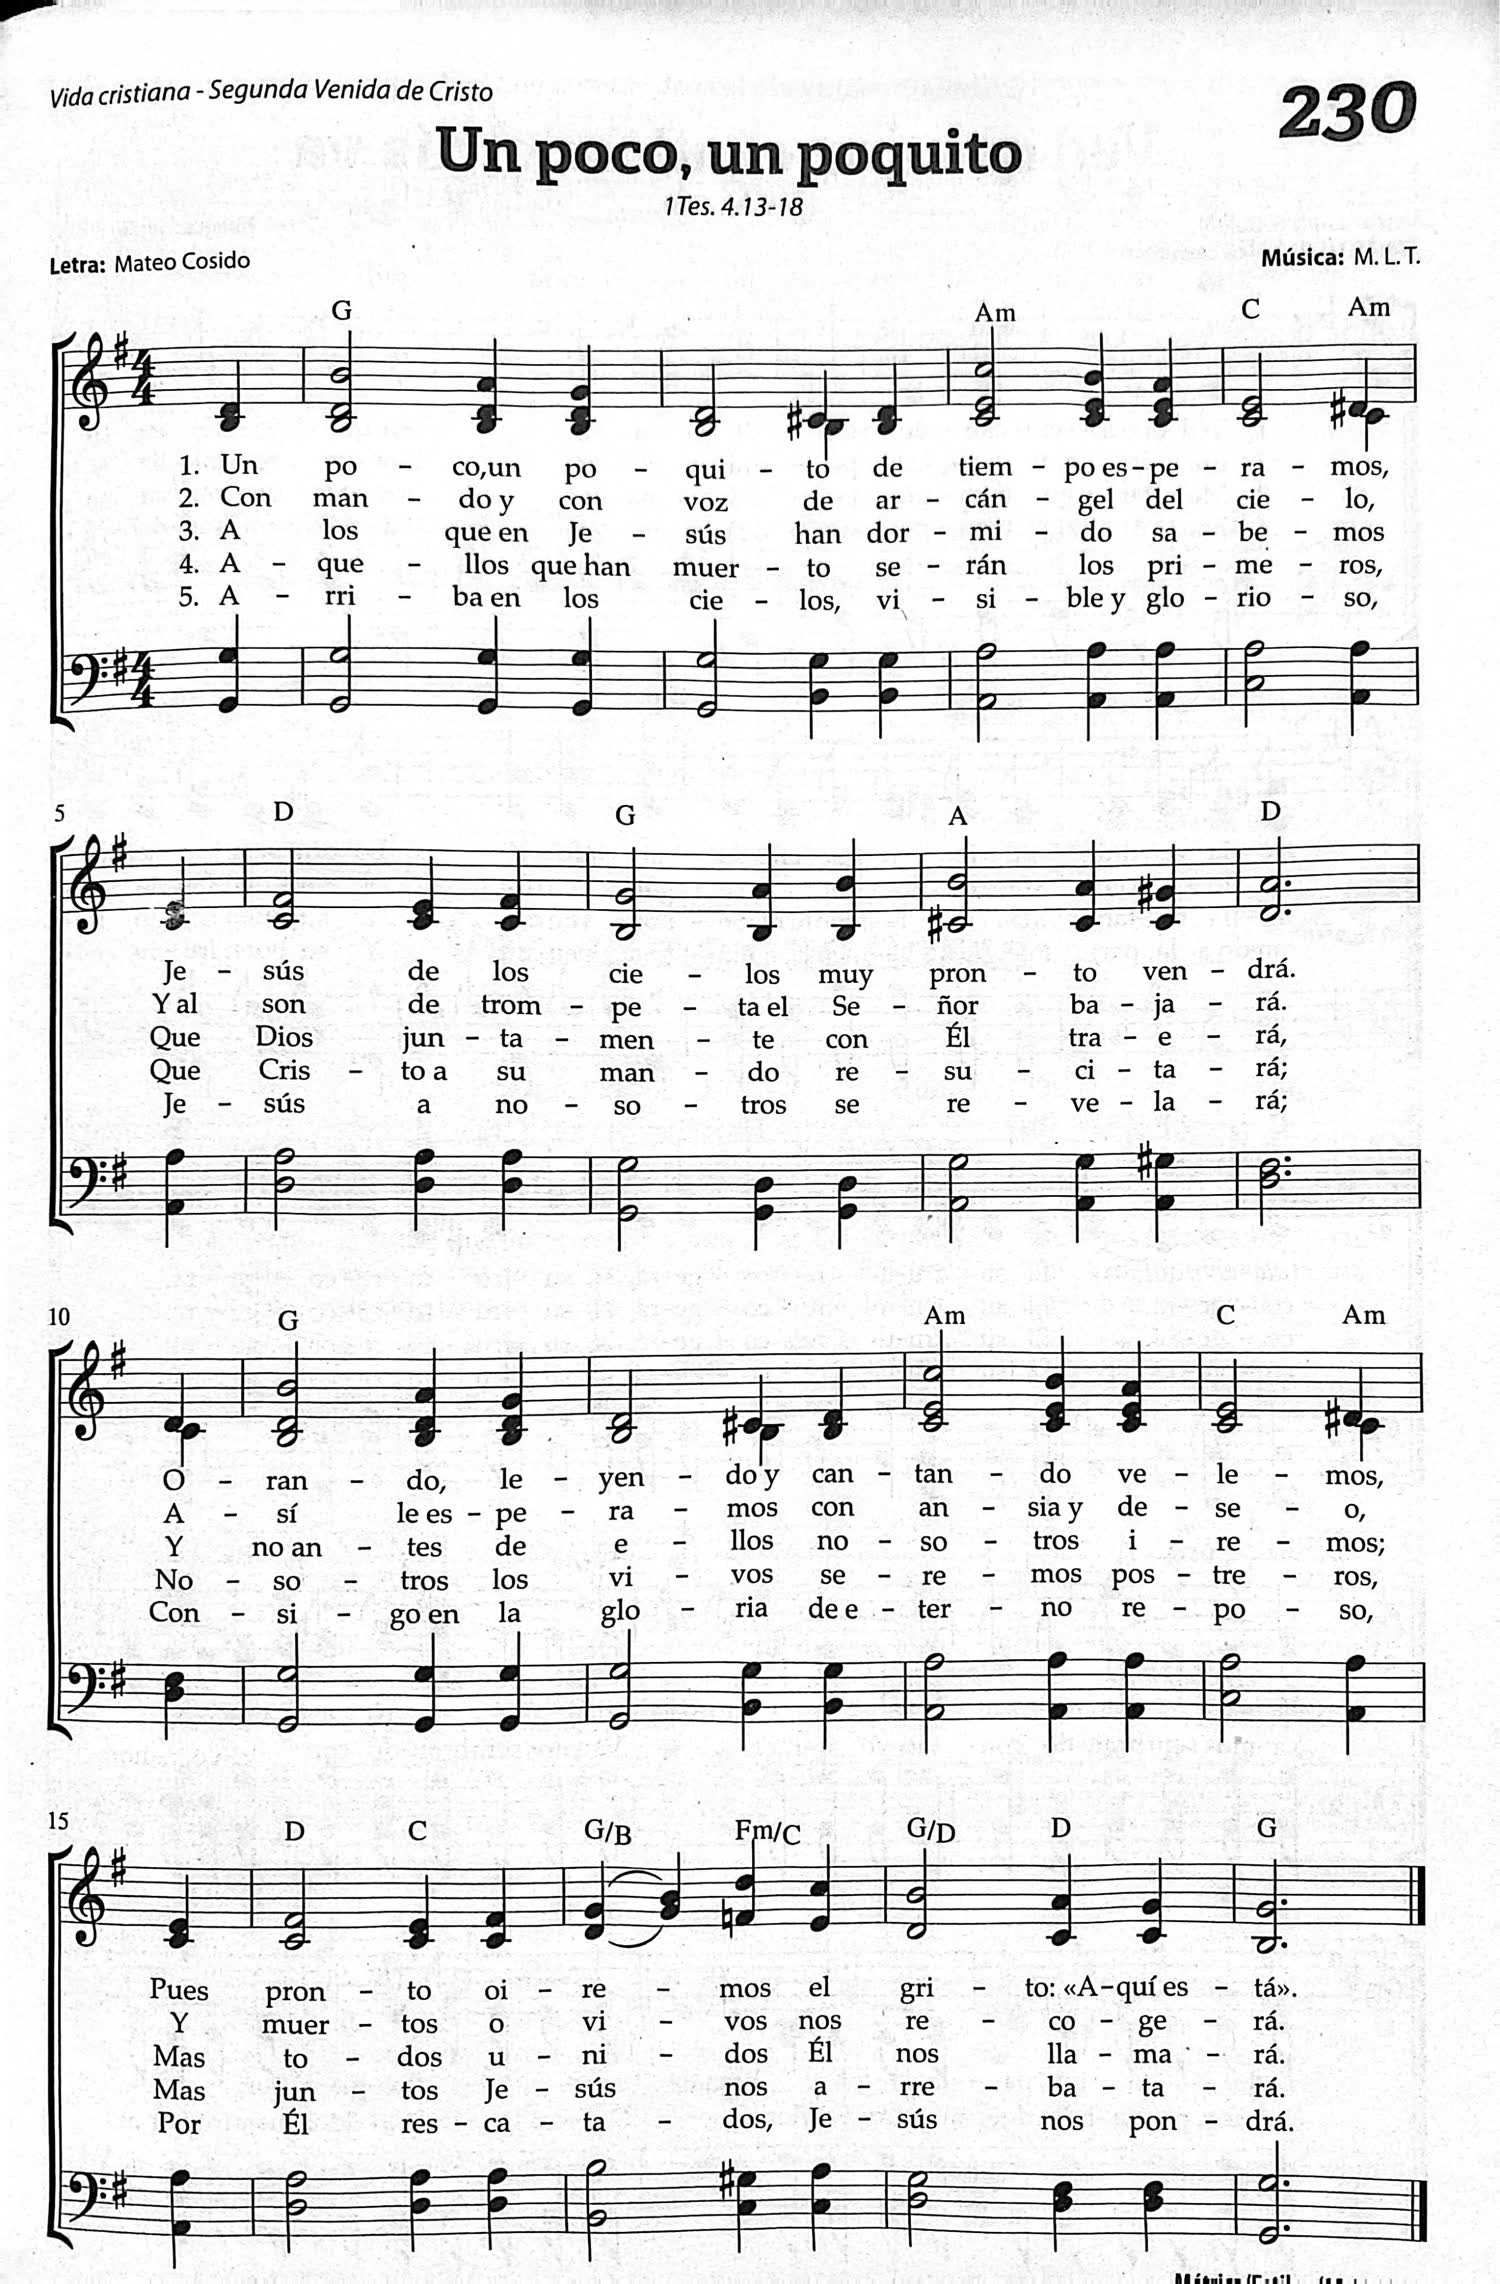 Vida cristiana - Segunda Venida de Cristo
230
Un poco, un poquito
1Tes. 4.13-18
Letra: Mateo Cosido Música: M. L. T.
G Am C Am
1. Un po - co,un po - qui - to de tiem - po es - pe - ra - mos,
2. Con man - do y con voz de ar - cán - gel del cie - lo,
3. A los que en Je - sús han dor - mi - do sa - be - mos
4. A - que - llos que han muer - to se - rán los pri - me - ros,
5. A - rri - ba en los cie - los, vi - si - ble y glo - rio - so,
5 D G A D
Je - sús de los cie - los muy pron - to ven - drá.
Y al son de trom - pe - ta el Se - ñor ba - ja - rá.
Que Dios jun - ta - men - te con Él tra - e - rá,
Que Cris - to a su man - do re - su - ci - ta - rá;
Je - sús a no - so - tros se re - ve - la - rá;
10 G Am C Am
O - ran - do, le - yen - do y can - tan - do ve - le - mos,
A - sí le es - pe - ra - mos con an - sia y de - se - o,
Y no an - tes de e - llos no - so - tros i - re - mos;
No - so - tros los vi - vos se - re - mos pos - tre - ros,
Con - si - go en la glo - ria de e - ter - no re - po - so,
15 D C G/B Fm/C G/D D G
Pues pron - to oi - re - mos el gri - to: «A - quí es - tá».
Y muer - tos o vi - vos nos re - co - ge - rá.
Mas to - dos u - ni - dos Él nos lla - ma - rá.
Mas jun - tos Je - sús nos a - rre - ba - ta - rá.
Por Él res - ca - ta - dos, Je - sús nos pon - drá.